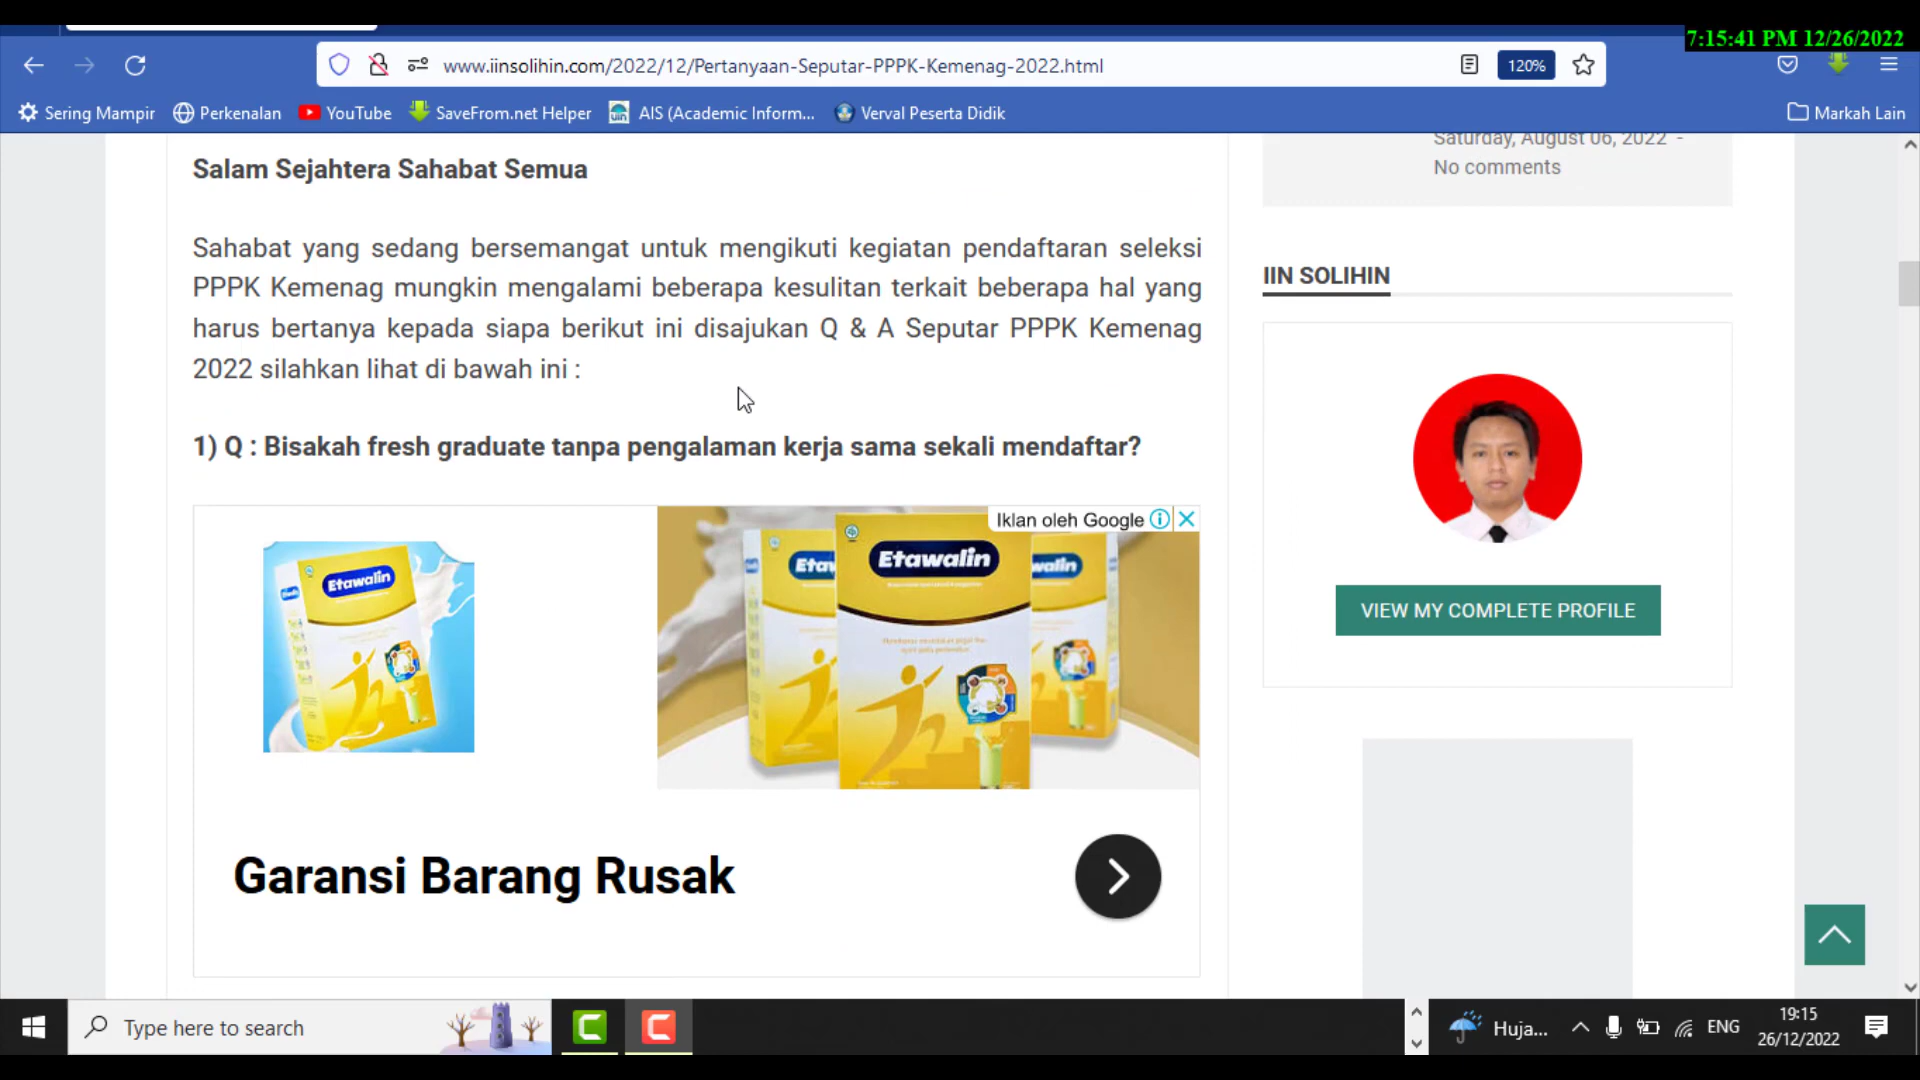 7:15:41 PM 12/26/2022
www.iinsolihin.com/2022/12/Pertanyaan-Seputar-PPPK-Kemenag-2022.html
120%
Sering Mampir
Perkenalan
YouTube
SaveFrom.net Helper
AIS (Academic Inform...
Verval Peserta Didik
Markah Lain
Salam Sejahtera Sahabat Semua
Sahabat yang sedang bersemangat untuk mengikuti kegiatan pendaftaran seleksi
PPPK Kemenag mungkin mengalami beberapa kesulitan terkait beberapa hal yang
harus bertanya kepada siapa berikut ini disajukan Q & A Seputar PPPK Kemenag
2022 silahkan lihat di bawah ini :
1) Q : Bisakah fresh graduate tanpa pengalaman kerja sama sekali mendaftar?
Iklan oleh Google
Etawalin
Etawalin
Garansi Barang Rusak
Saturday, August 06, 2022 -
No comments
IIN SOLIHIN
VIEW MY COMPLETE PROFILE
Type here to search
Huja...
ENG
19:15
26/12/2022